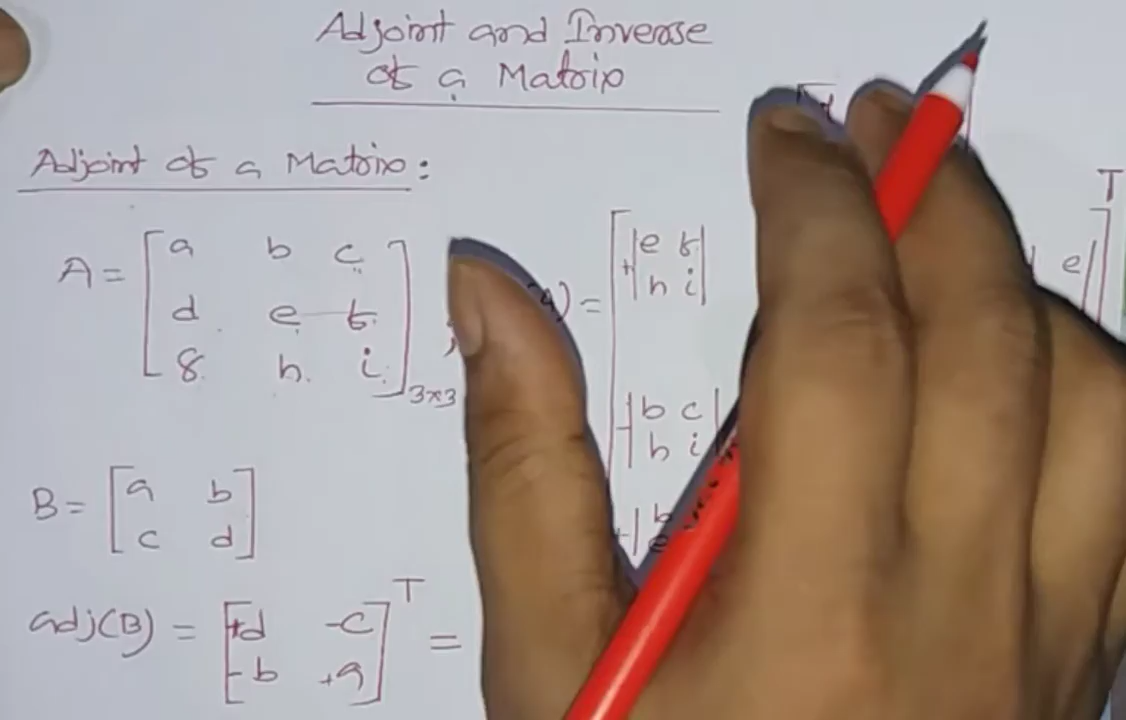 Adjoint and Inverse
of a Matrix
Adjoint of a Matrix:
A = [ a b c
d e f
g h i ] 3×3
) = [ +| e f
h i |
-| b c
h i |
+| b
e
e | ] T
B = [ a b
c d ]
adj(B) = [ +d -c
-b +a ] T =